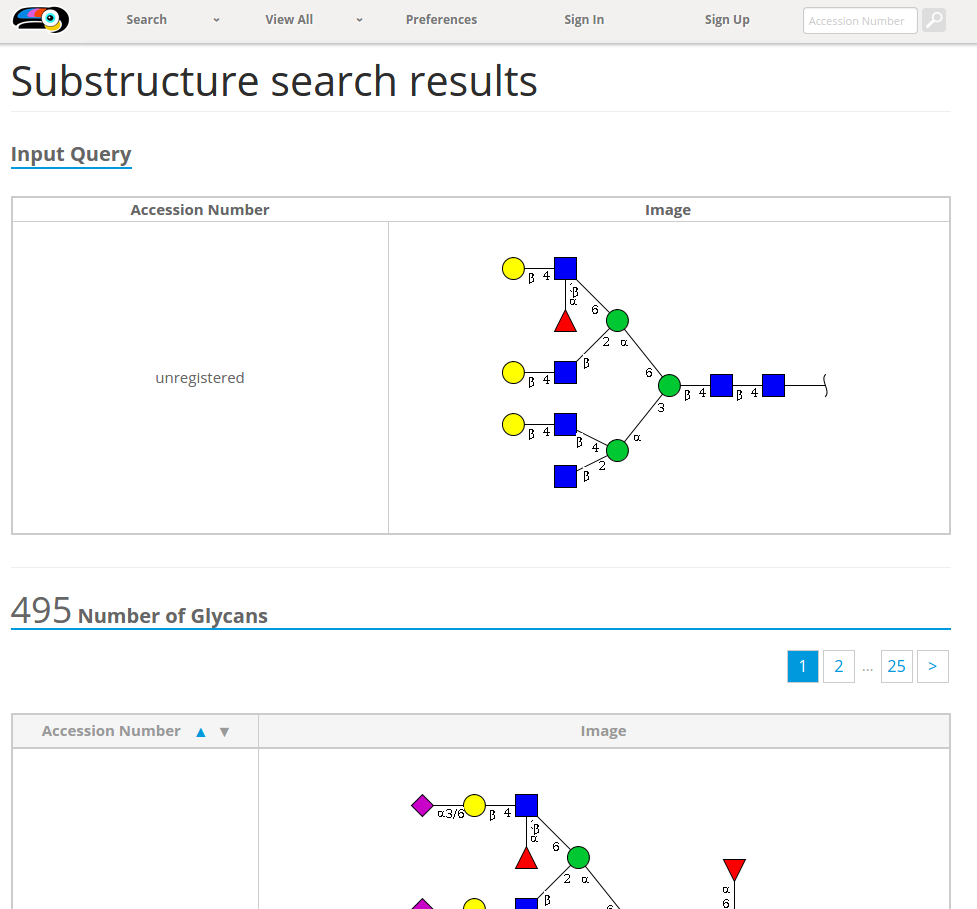 Search View All Preferences Sign In Sign Up Accession Number
Substructure search results
Input Query
Accession Number Image
β 4
β
α
6
2 α
β
β 4
6
β 4 β 4
3
β 4
β
4
α
2
β
unregistered
495 Number of Glycans
1 2 ... 25 >
Accession Number ▲ ▼ Image
α3/6 β 4
β
α
6
2 α
β
α
6
6